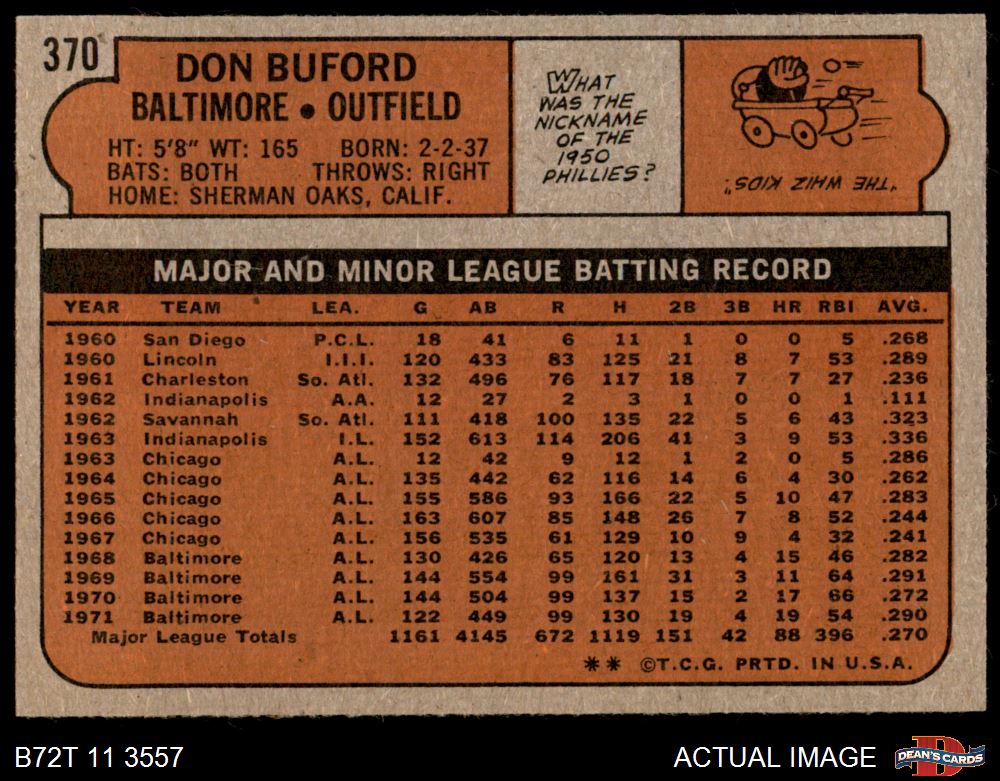 370
DON BUFORD
BALTIMORE • OUTFIELD
HT: 5'8" WT: 165 BORN: 2-2-37
BATS: BOTH THROWS: RIGHT
HOME: SHERMAN OAKS, CALIF.
WHAT
WAS THE
NICKNAME
OF THE
1950
PHILLIES?
"THE WHIZ KIDS".
MAJOR AND MINOR LEAGUE BATTING RECORD
YEAR TEAM LEA. G AB R H 2B 3B HR RBI AVG.
1960 San Diego P.C.L. 18 41 6 11 1 0 0 5 .268
1960 Lincoln I.I.I. 120 433 83 125 21 8 7 53 .289
1961 Charleston So. Atl. 132 496 76 117 18 7 7 27 .236
1962 Indianapolis A.A. 12 27 2 3 1 0 0 1 .111
1962 Savannah So. Atl. 111 418 100 135 22 5 6 43 .323
1963 Indianapolis I.L. 152 613 114 206 41 3 9 53 .336
1963 Chicago A.L. 12 42 9 12 1 2 0 5 .286
1964 Chicago A.L. 135 442 62 116 14 6 4 30 .262
1965 Chicago A.L. 155 586 93 166 22 5 10 47 .283
1966 Chicago A.L. 163 607 85 148 26 7 8 52 .244
1967 Chicago A.L. 156 535 61 129 10 9 4 32 .241
1968 Baltimore A.L. 130 426 65 120 13 4 15 46 .282
1969 Baltimore A.L. 144 554 99 161 31 3 11 64 .291
1970 Baltimore A.L. 144 504 99 137 15 2 17 66 .272
1971 Baltimore A.L. 122 449 99 130 19 4 19 54 .290
Major League Totals 1161 4145 672 1119 151 42 88 396 .270
** ©T.C.G. PRTD. IN U.S.A.
B72T 11 3557
ACTUAL IMAGE
D
DEAN'S CARDS